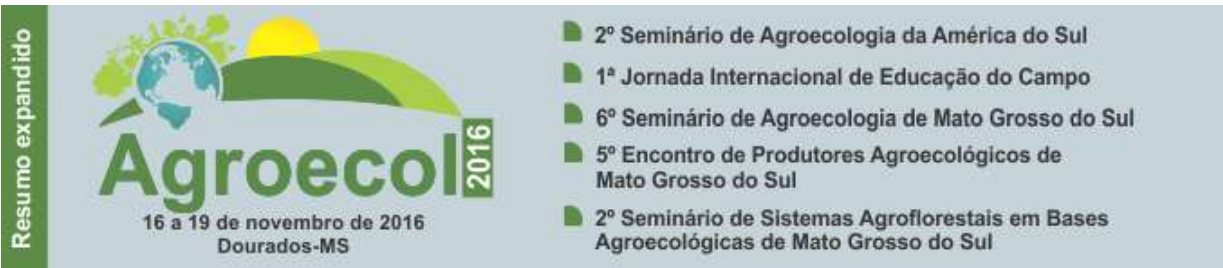 Resumo expandido
Agroecol 2016
16 a 19 de novembro de 2016
Dourados-MS
2º Seminário de Agroecologia da América do Sul
1ª Jornada Internacional de Educação do Campo
6º Seminário de Agroecologia de Mato Grosso do Sul
5º Encontro de Produtores Agroecológicos de
Mato Grosso do Sul
2º Seminário de Sistemas Agroflorestais em Bases
Agroecológicas de Mato Grosso do Sul